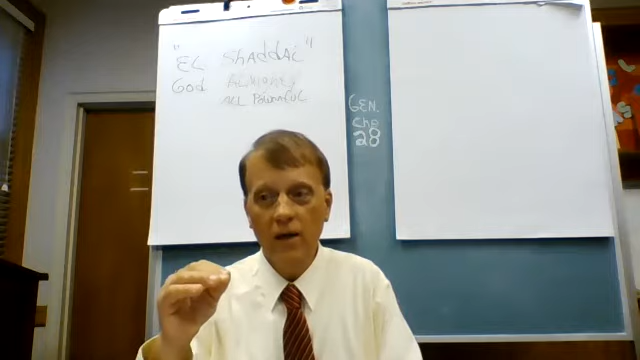 "EL ShAddAi"
God Almighty
ALL Powerful
GEN.
Chp
28